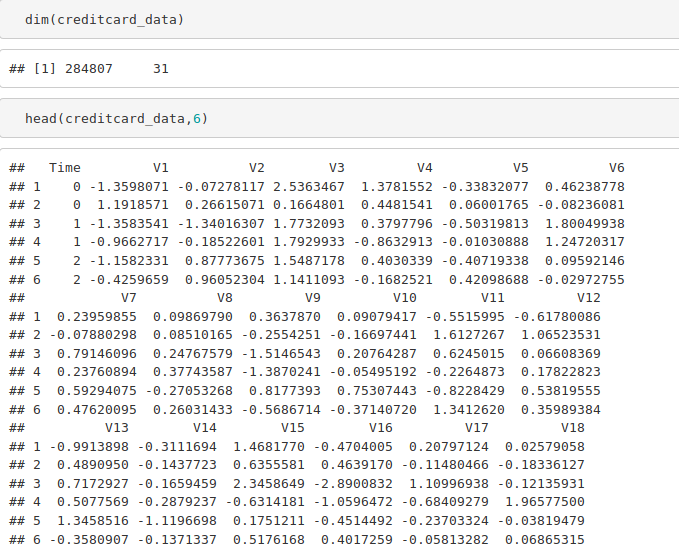 dim(creditcard_data)
## [1] 284807     31
head(creditcard_data,6)
##   Time         V1          V2        V3         V4          V5          V6
## 1    0 -1.3598071 -0.07278117 2.5363467  1.3781552 -0.33832077  0.46238778
## 2    0  1.1918571  0.26615071 0.1664801  0.4481541  0.06001765 -0.08236081
## 3    1 -1.3583541 -1.34016307 1.7732093  0.3797796 -0.50319813  1.80049938
## 4    1 -0.9662717 -0.18522601 1.7929933 -0.8632913 -0.01030888  1.24720317
## 5    2 -1.1582331  0.87773675 1.5487178  0.4030339 -0.40719338  0.09592146
## 6    2 -0.4259659  0.96052304 1.1411093 -0.1682521  0.42098688 -0.02972755
##            V7          V8         V9         V10        V11         V12
## 1  0.23959855  0.09869790  0.3637870  0.09079417 -0.5515995 -0.61780086
## 2 -0.07880298  0.08510165 -0.2554251 -0.16697441  1.6127267  1.06523531
## 3  0.79146096  0.24767579 -1.5146543  0.20764287  0.6245015  0.06608369
## 4  0.23760894  0.37743587 -1.3870241 -0.05495192 -0.2264873  0.17822823
## 5  0.59294075 -0.27053268  0.8177393  0.75307443 -0.8228429  0.53819555
## 6  0.47620095  0.26031433 -0.5686714 -0.37140720  1.3412620  0.35989384
##          V13        V14        V15        V16         V17         V18
## 1 -0.9913898 -0.3111694  1.4681770 -0.4704005  0.20797124  0.02579058
## 2  0.4890950 -0.1437723  0.6355581  0.4639170 -0.11480466 -0.18336127
## 3  0.7172927 -0.1659459  2.3458649 -2.8900832  1.10996938 -0.12135931
## 4  0.5077569 -0.2879237 -0.6314181 -1.0596472 -0.68409279  1.96577500
## 5  1.3458516 -1.1196698  0.1751211 -0.4514492 -0.23703324 -0.03819479
## 6 -0.3580907 -0.1371337  0.5176168  0.4017259 -0.05813282  0.06865315